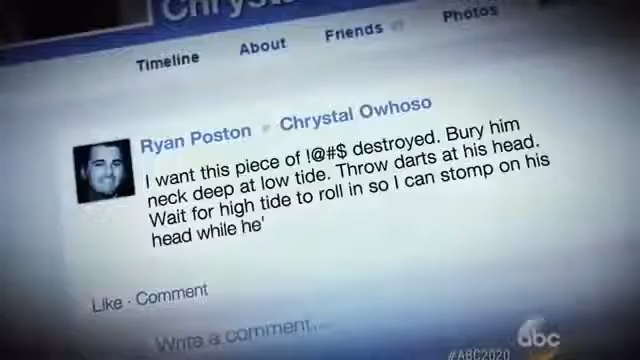 Chrys
Timeline About Friends Photos
Ryan Poston Chrystal Owhoso
I want this piece of !@#$ destroyed. Bury him
neck deep at low tide. Throw darts at his head.
Wait for high tide to roll in so I can stomp on his
head while he'
Like · Comment
Write a comment...
abc
#ABC2020